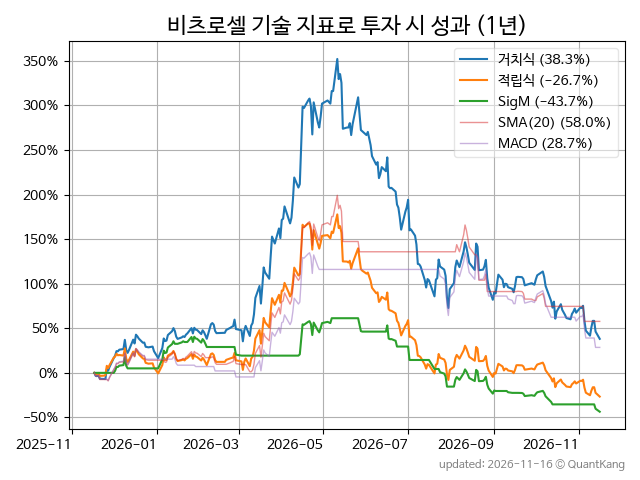 비츠로셀 기술 지표로 투자 시 성과 (1년)
350%
300%
250%
200%
150%
100%
50%
0%
−50%
거치식 (38.3%)
적립식 (−26.7%)
SigM (−43.7%)
SMA(20) (58.0%)
MACD (28.7%)
2025-11
2026-01
2026-03
2026-05
2026-07
2026-09
2026-11
updated: 2026-11-16 © QuantKang